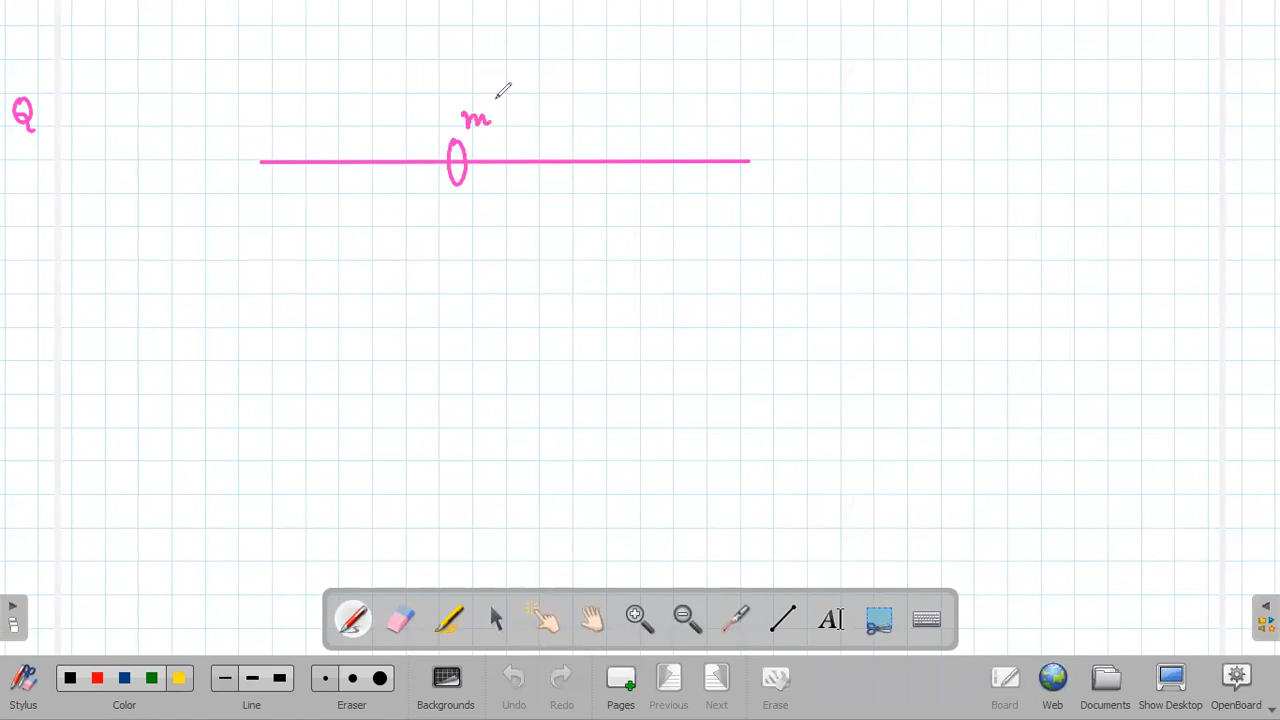 m
Q
Stylus
Color
Line
Eraser
Backgrounds
Undo
Redo
Pages
Previous
Next
Erase
Board
Web
Documents
Show Desktop
OpenBoard